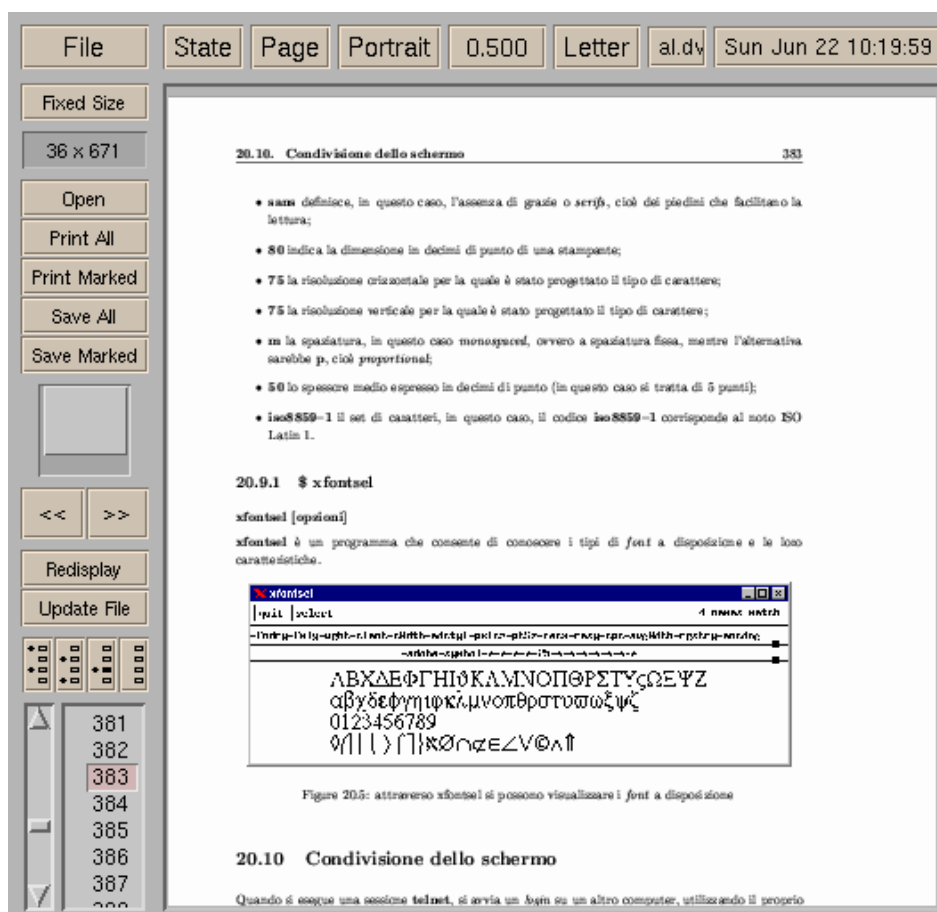 File State Page Portrait 0.500 Letter al.dv Sun Jun 22 10:19:59
Fixed Size
36 x 671
Open
Print All
Print Marked
Save All
Save Marked
<< >>
Redisplay
Update File
381
382
383
384
385
386
387
20.10. Condivisione dello schermo 383
• sans definisce, in questo caso, l'assenza di grazie o serifs, cioè dei piedini che facilitano la
lettura;
• 80 indica la dimensione in decimi di punto di una stampante;
• 75 la risoluzione orizzontale per la quale è stato progettato il tipo di carattere;
• 75 la risoluzione verticale per la quale è stato progettato il tipo di carattere;
• m la spaziatura, in questo caso monospaced, ovvero a spaziatura fissa, mentre l'alternativa
sarebbe p, cioè proportional;
• 50 lo spessore medio espresso in decimi di punto (in questo caso si tratta di 5 punti);
• iso8859-1 il set di caratteri, in questo caso, il codice iso8859-1 corrisponde al noto ISO
Latin 1.
20.9.1 $ xfontsel
xfontsel [opzioni]
xfontsel è un programma che consente di conoscere i tipi di font a disposizione e le loro
caratteristiche.
xfontsel
quit select 4 names match
ΑΒΧΔΕΦΓΗΙϑΚΛΜΝΟΠΘΡΣΤΥςΩΞΨΖ
αβχδεφγηιφκλμνοπθρστυϖωξψζ
0123456789
Figure 20.5: attraverso xfontsel si possono visualizzare i font a disposizione
20.10 Condivisione dello schermo
Quando si esegue una sessione telnet, si avvia un login su un altro computer, utilizzando il proprio